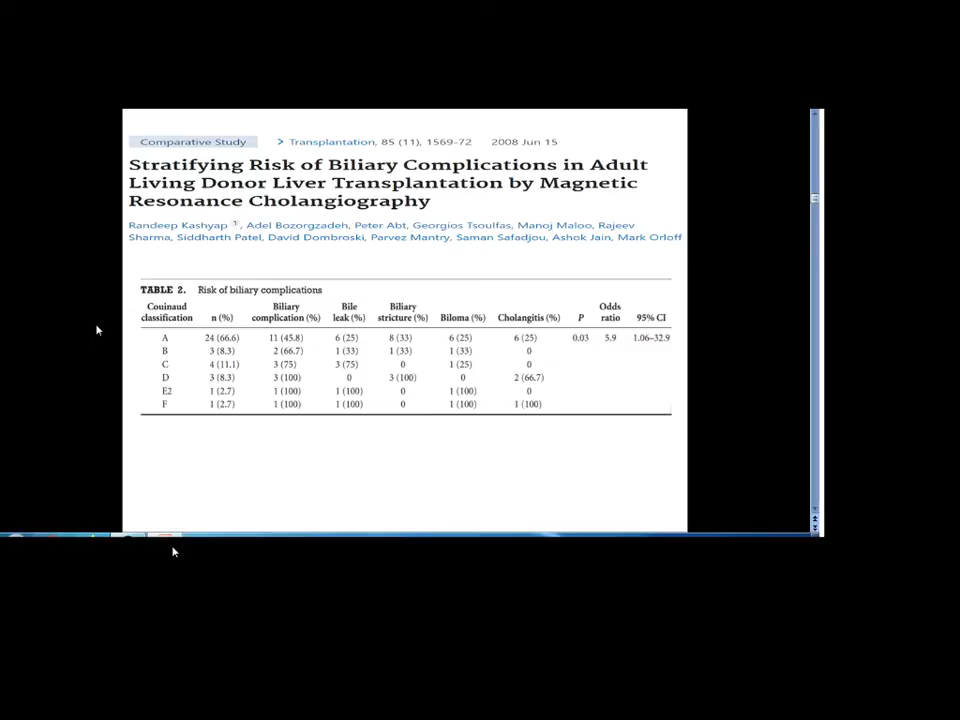 Comparative Study > Transplantation, 85 (11), 1569-72 2008 Jun 15
Stratifying Risk of Biliary Complications in Adult
Living Donor Liver Transplantation by Magnetic
Resonance Cholangiography
Randeep Kashyap 1, Adel Bozorgzadeh, Peter Abt, Georgios Tsoulfas, Manoj Maloo, Rajeev
Sharma, Siddharth Patel, David Dombroski, Parvez Mantry, Saman Safadjou, Ashok Jain, Mark Orloff
TABLE 2. Risk of biliary complications
Couinaud Biliary Bile Biliary Odds
classification n (%) complication (%) leak (%) stricture (%) Biloma (%) Cholangitis (%) P ratio 95% CI
A 24 (66.6) 11 (45.8) 6 (25) 8 (33) 6 (25) 6 (25) 0.03 5.9 1.06–32.9
B 3 (8.3) 2 (66.7) 1 (33) 1 (33) 1 (33) 0
C 4 (11.1) 3 (75) 3 (75) 0 1 (25) 0
D 3 (8.3) 3 (100) 0 3 (100) 0 2 (66.7)
E2 1 (2.7) 1 (100) 1 (100) 0 1 (100) 0
F 1 (2.7) 1 (100) 1 (100) 0 1 (100) 1 (100)